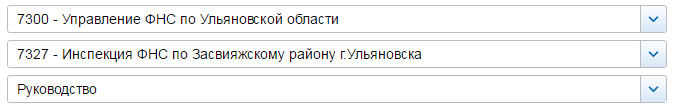 7300 - Управление ФНС по Ульяновской области
7327 - Инспекция ФНС по Засвияжскому району г.Ульяновска
Руководство